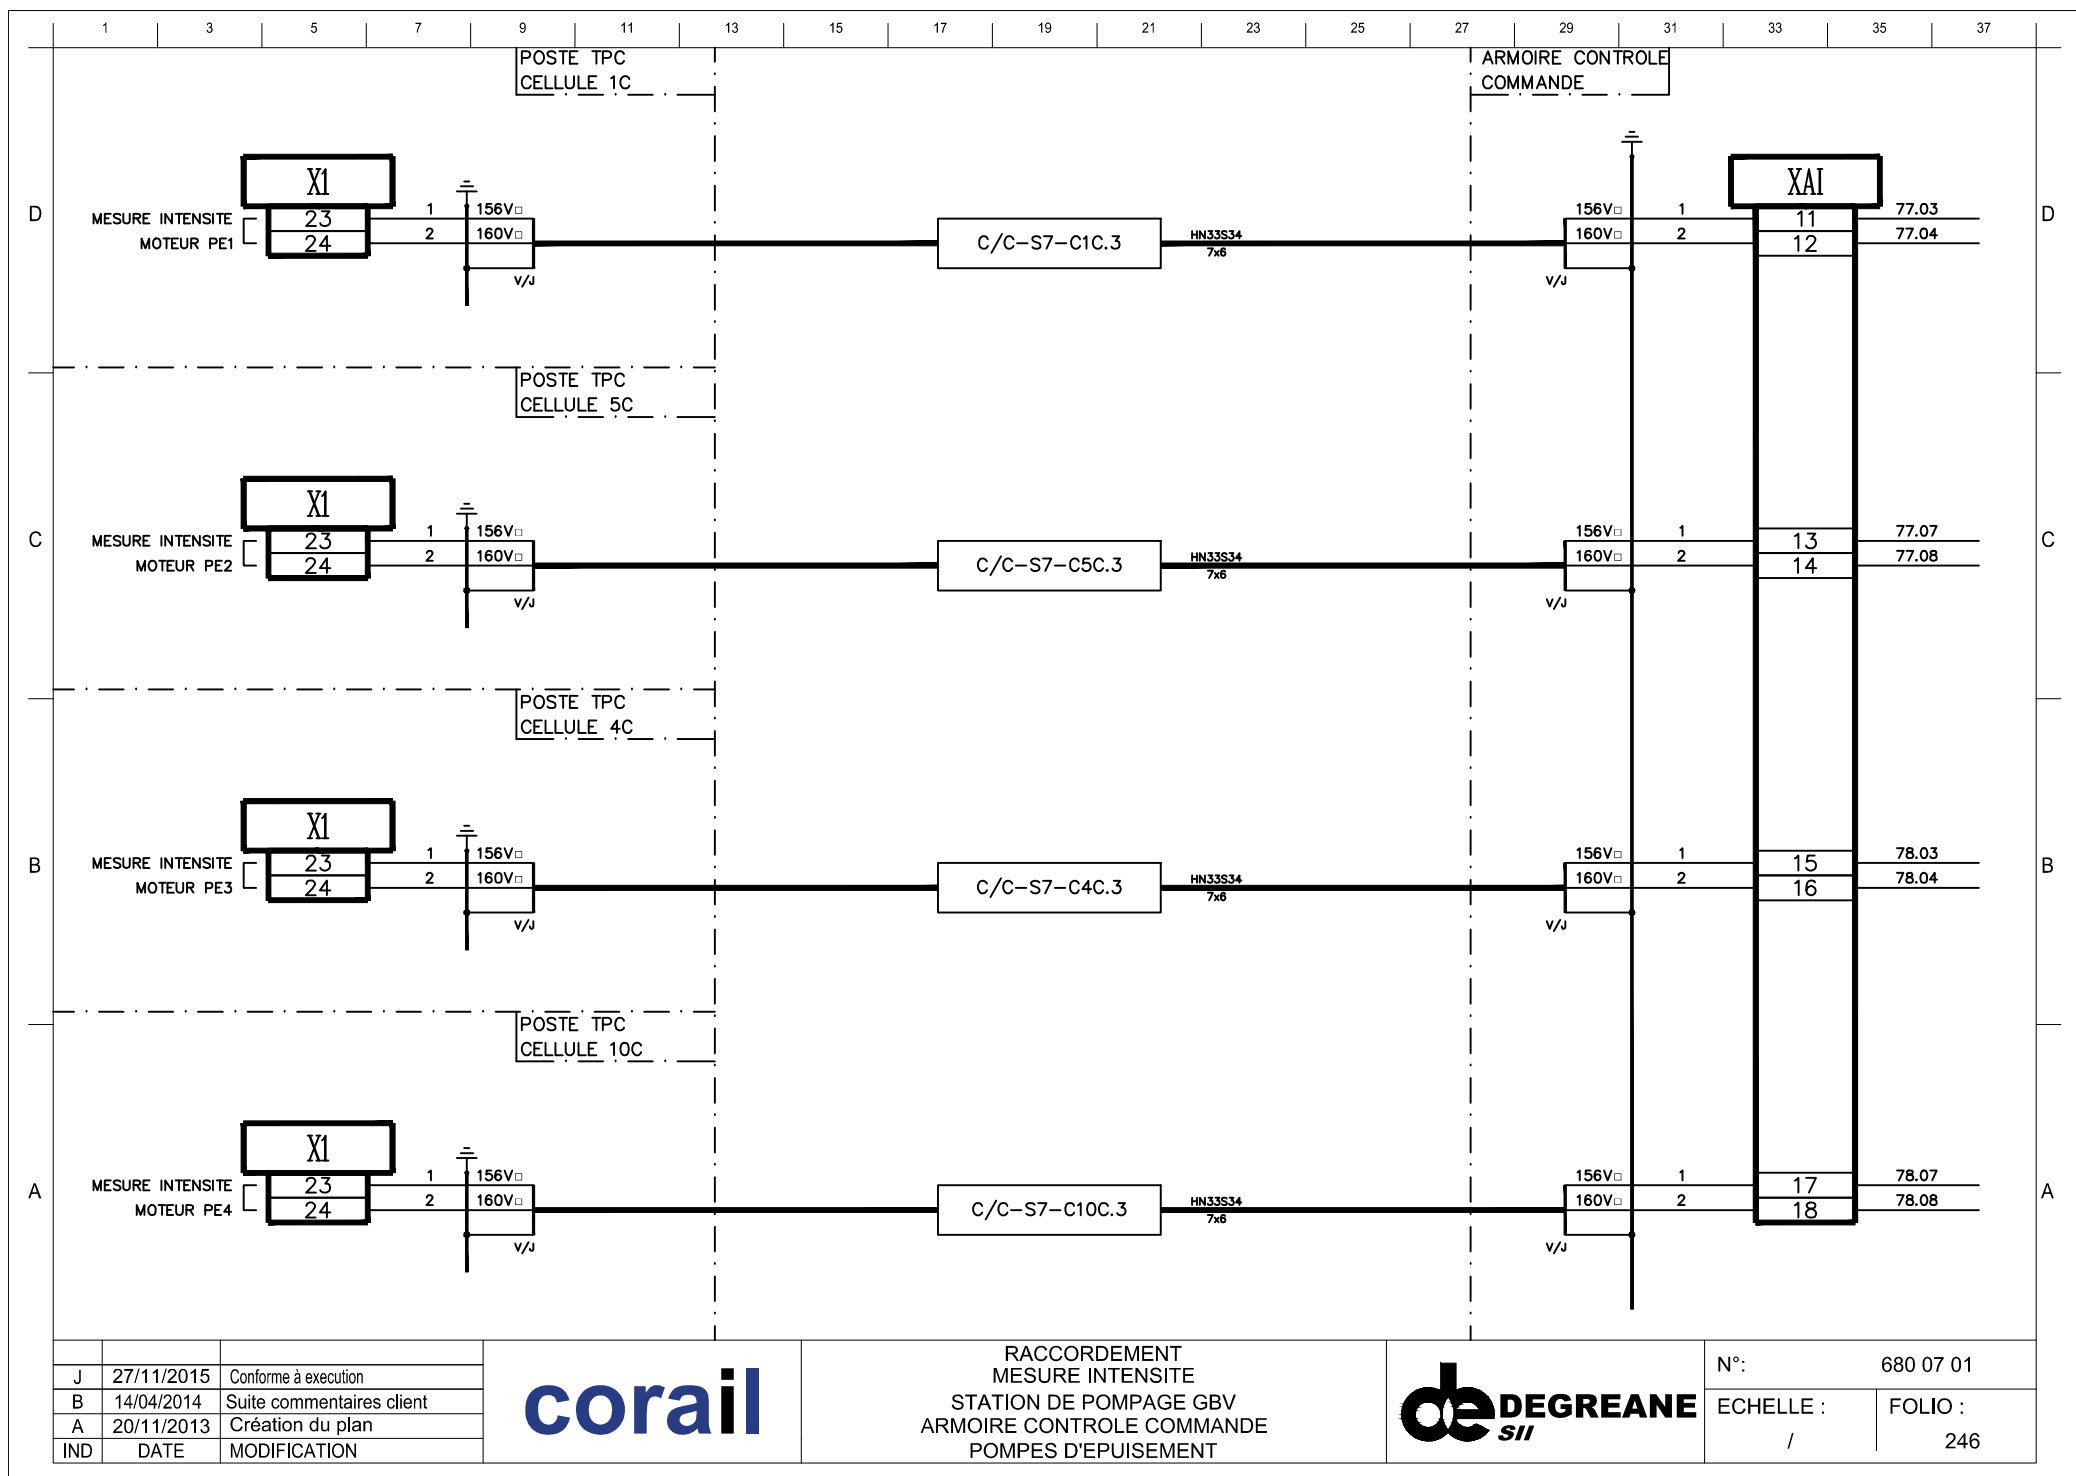 1 3 5 7 9 11 13 15 17 19 21 23 25 27 29 31 33 35 37
POSTE TPC
CELLULE 1C
ARMOIRE CONTROLE
COMMANDE
D
D
X1
MESURE INTENSITE
MOTEUR PE1
23
24
1
2
156V□
160V□
V/J
C/C-S7-C1C.3
HN33S34
7x6
156V□
160V□
V/J
1
2
XAI
11
12
77.03
77.04
POSTE TPC
CELLULE 5C
C
C
X1
MESURE INTENSITE
MOTEUR PE2
23
24
1
2
156V□
160V□
V/J
C/C-S7-C5C.3
HN33S34
7x6
156V□
160V□
V/J
1
2
13
14
77.07
77.08
POSTE TPC
CELLULE 4C
B
B
X1
MESURE INTENSITE
MOTEUR PE3
23
24
1
2
156V□
160V□
V/J
C/C-S7-C4C.3
HN33S34
7x6
156V□
160V□
V/J
1
2
15
16
78.03
78.04
POSTE TPC
CELLULE 10C
A
A
X1
MESURE INTENSITE
MOTEUR PE4
23
24
1
2
156V□
160V□
V/J
C/C-S7-C10C.3
HN33S34
7x6
156V□
160V□
V/J
1
2
17
18
78.07
78.08
J 27/11/2015 Conforme à execution
B 14/04/2014 Suite commentaires client
A 20/11/2013 Création du plan
IND DATE MODIFICATION
corail
RACCORDEMENT
MESURE INTENSITE
STATION DE POMPAGE GBV
ARMOIRE CONTROLE COMMANDE
POMPES D'EPUISEMENT
de DEGREANE
SII
N°: 680 07 01
ECHELLE :
/
FOLIO :
246